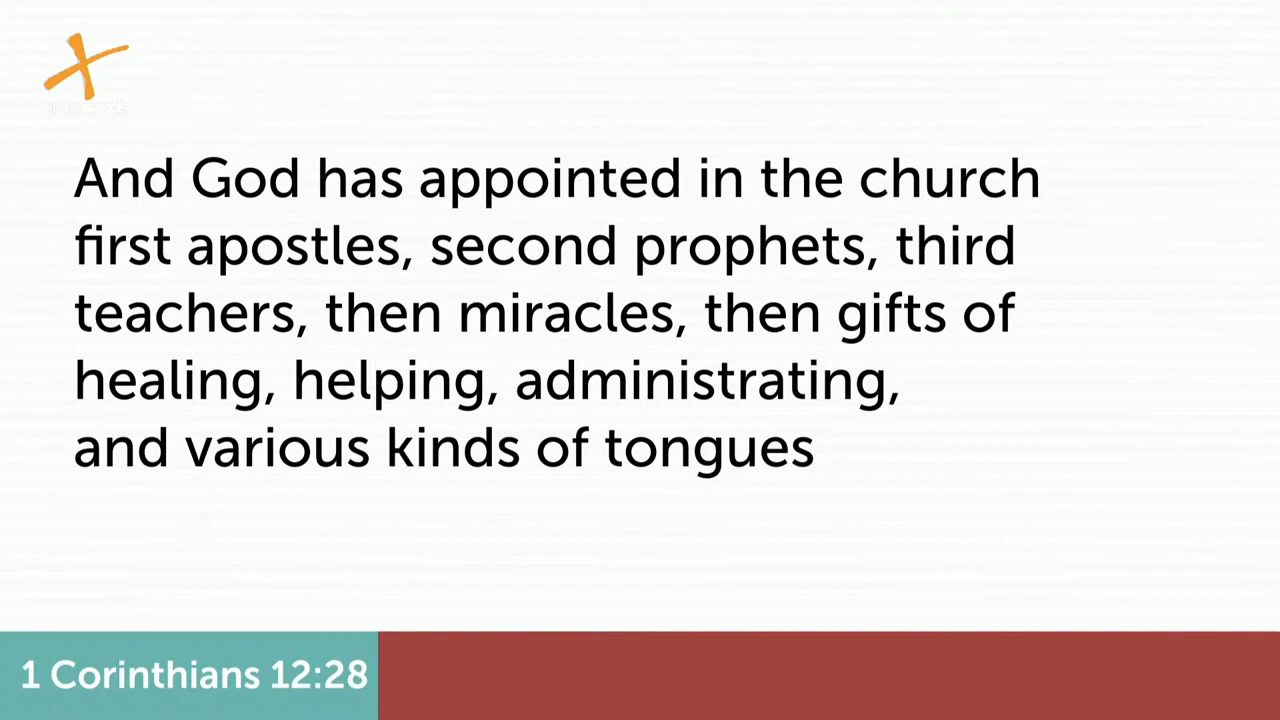 And God has appointed in the church
first apostles, second prophets, third
teachers, then miracles, then gifts of
healing, helping, administrating,
and various kinds of tongues
1 Corinthians 12:28